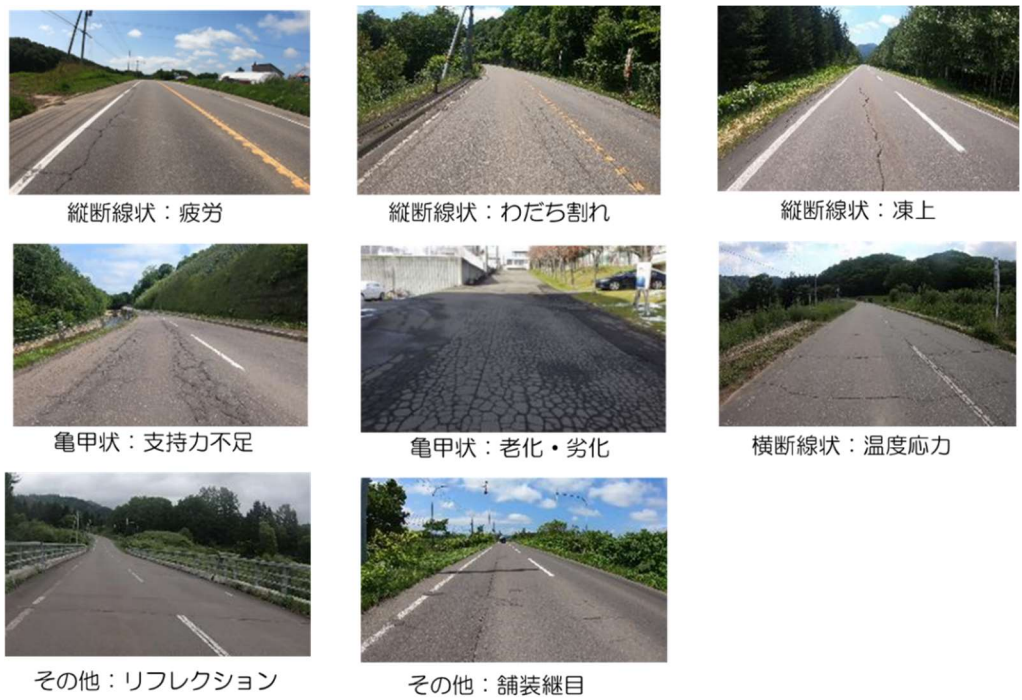 縦断線状：疲労
縦断線状：わだち割れ
縦断線状：凍上
亀甲状：支持力不足
亀甲状：老化・劣化
横断線状：温度応力
その他：リフレクション
その他：舗装継目